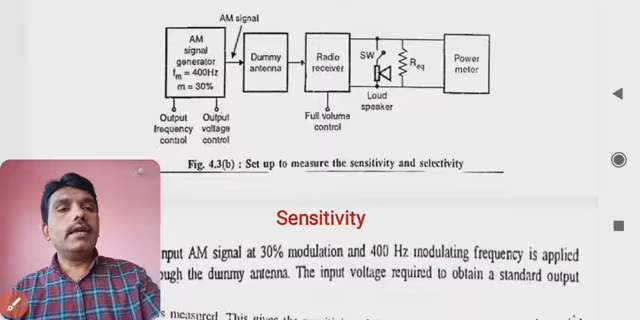 AM signal
AM
signal
generator
fm = 400Hz
m = 30%
Dummy
antenna
Radio
receiver
SW
Req
Power
meter
Loud
speaker
Output
frequency
control
Output
voltage
control
Full volume
control
Fig. 4.3(b) : Set up to measure the sensitivity and selectivity
Sensitivity
nput AM signal at 30% modulation and 400 Hz modulating frequency is applied
ough the dummy antenna. The input voltage required to obtain a standard output
s measured. This gives the